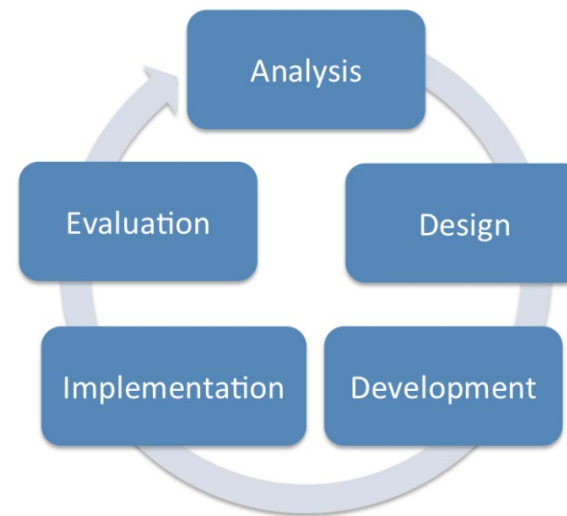 Analysis
Design
Development
Implementation
Evaluation